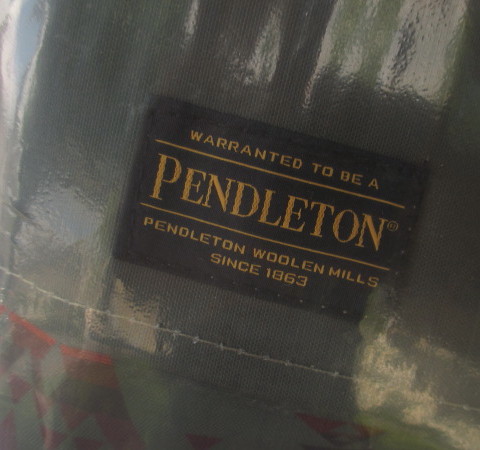 WARRANTED TO BE A
PENDLETON®
PENDLETON WOOLEN MILLS
SINCE 1863